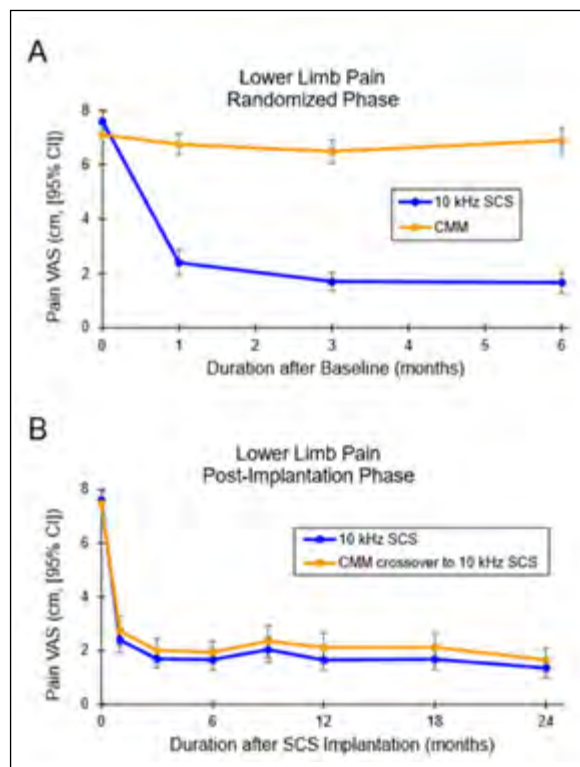 A
Lower Limb Pain
Randomized Phase
8
6
4
2
0
Pain VAS (cm, [95% CI])
10 kHz SCS
CMM
0 1 2 3 4 5 6
Duration after Baseline (months)
B
Lower Limb Pain
Post-Implantation Phase
8
6
4
2
0
Pain VAS (cm, [95% CI])
10 kHz SCS
CMM crossover to 10 kHz SCS
0 6 12 18 24
Duration after SCS Implantation (months)